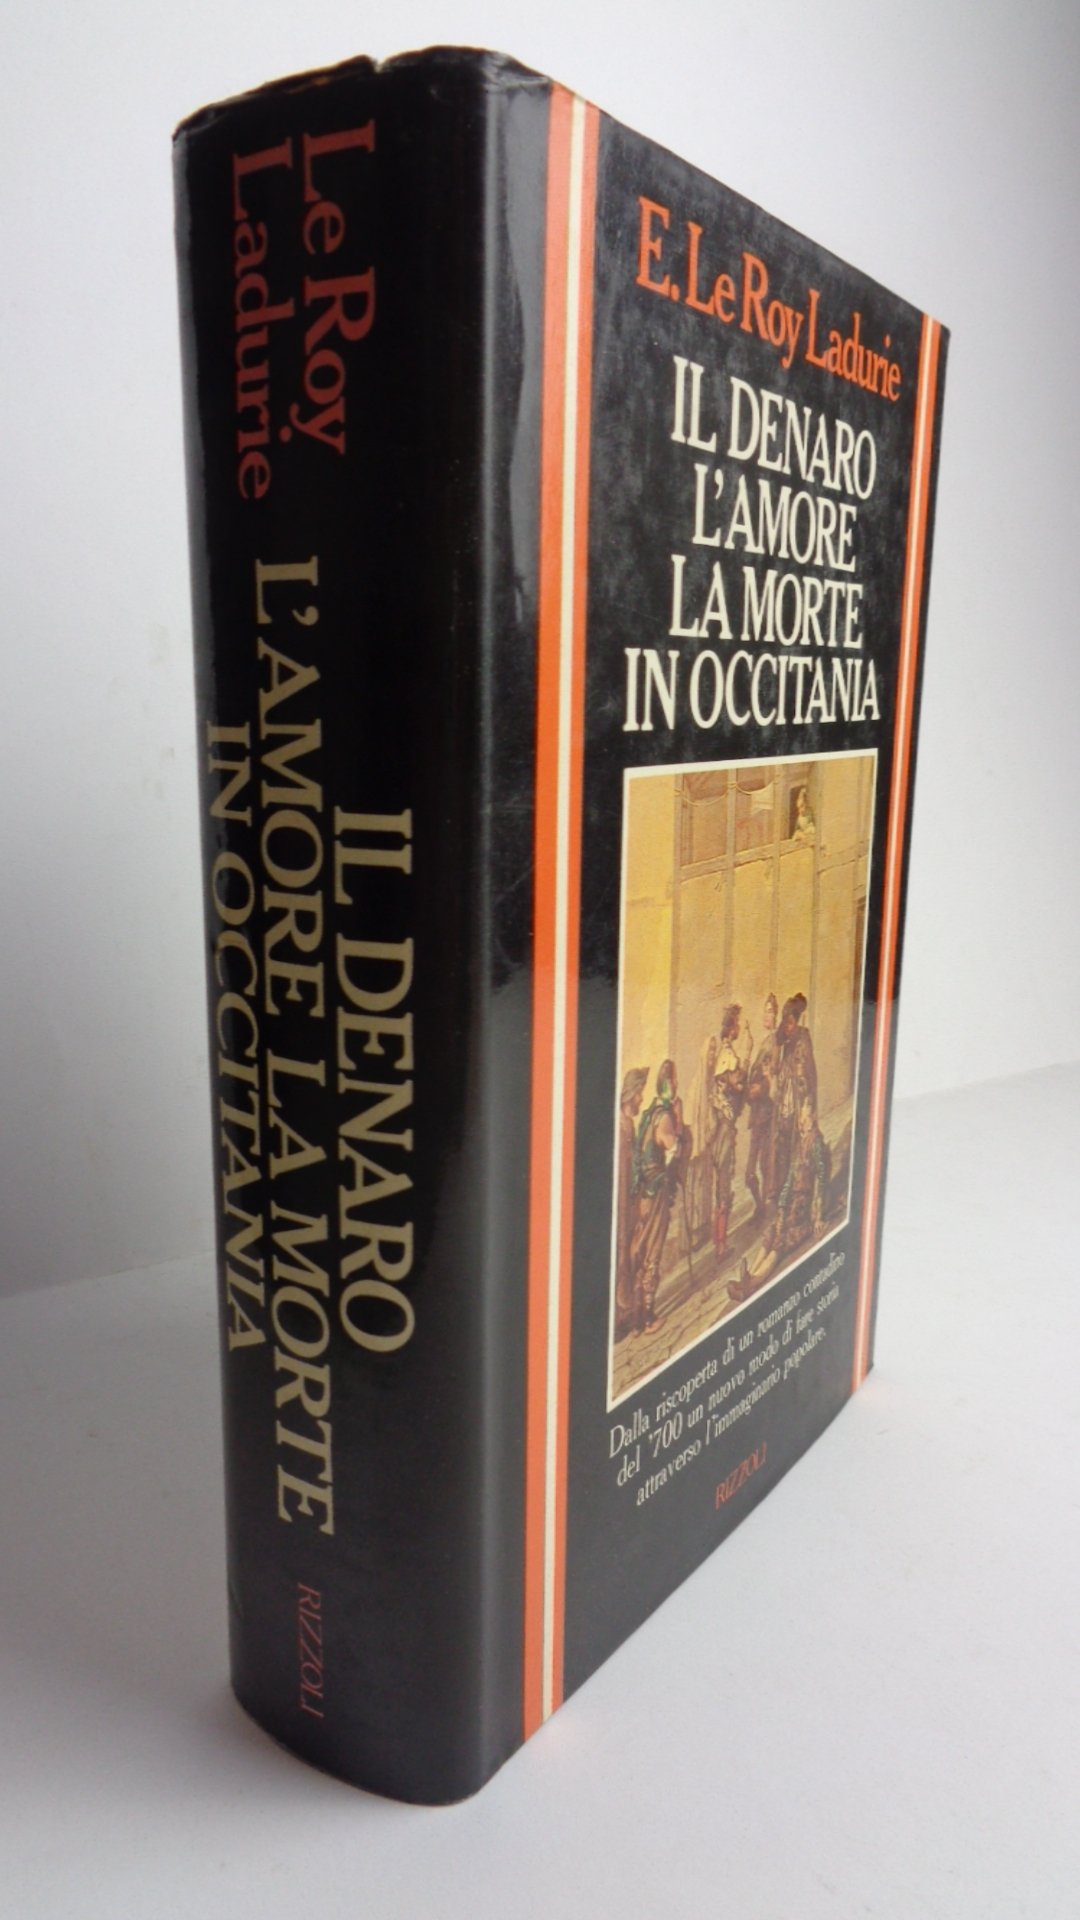 Le Roy
Ladurie
IL DENARO
L'AMORE LA MORTE
IN OCCITANIA
RIZZOLI
E. Le Roy Ladurie
IL DENARO
L'AMORE
LA MORTE
IN OCCITANIA
Dalla riscoperta di un romanzo contadino
del '700 un nuovo modo di fare storia
attraverso l'immaginario popolare.
RIZZOLI